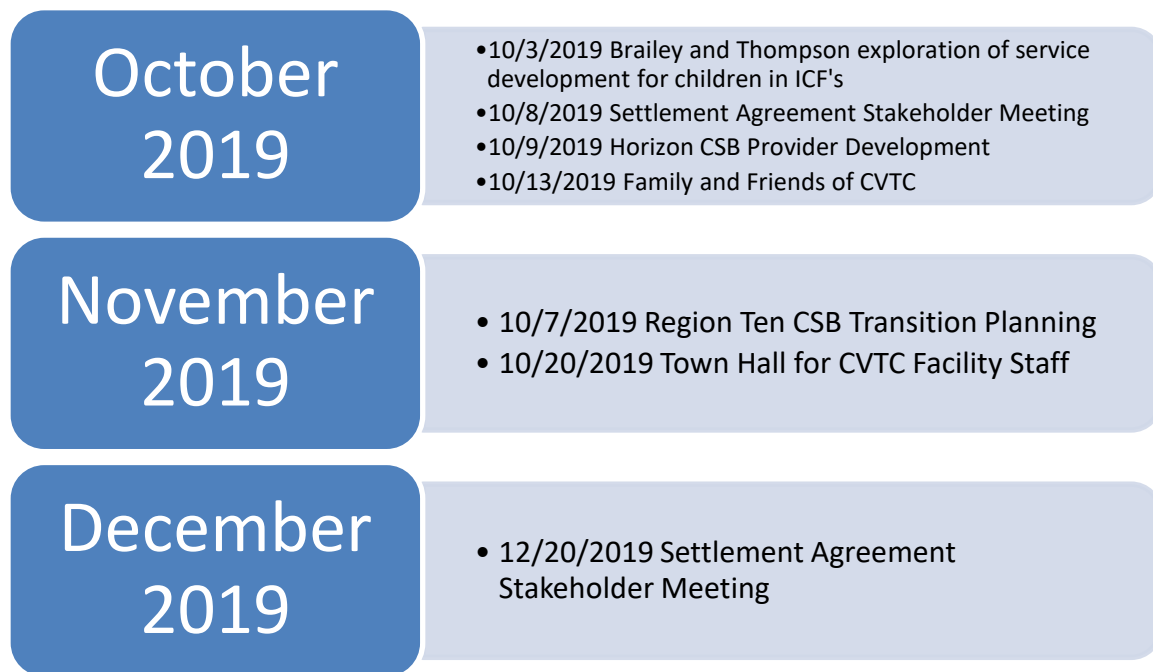 October
2019
•10/3/2019 Brailey and Thompson exploration of service
development for children in ICF's
•10/8/2019 Settlement Agreement Stakeholder Meeting
•10/9/2019 Horizon CSB Provider Development
•10/13/2019 Family and Friends of CVTC
November
2019
• 10/7/2019 Region Ten CSB Transition Planning
• 10/20/2019 Town Hall for CVTC Facility Staff
December
2019
• 12/20/2019 Settlement Agreement
Stakeholder Meeting